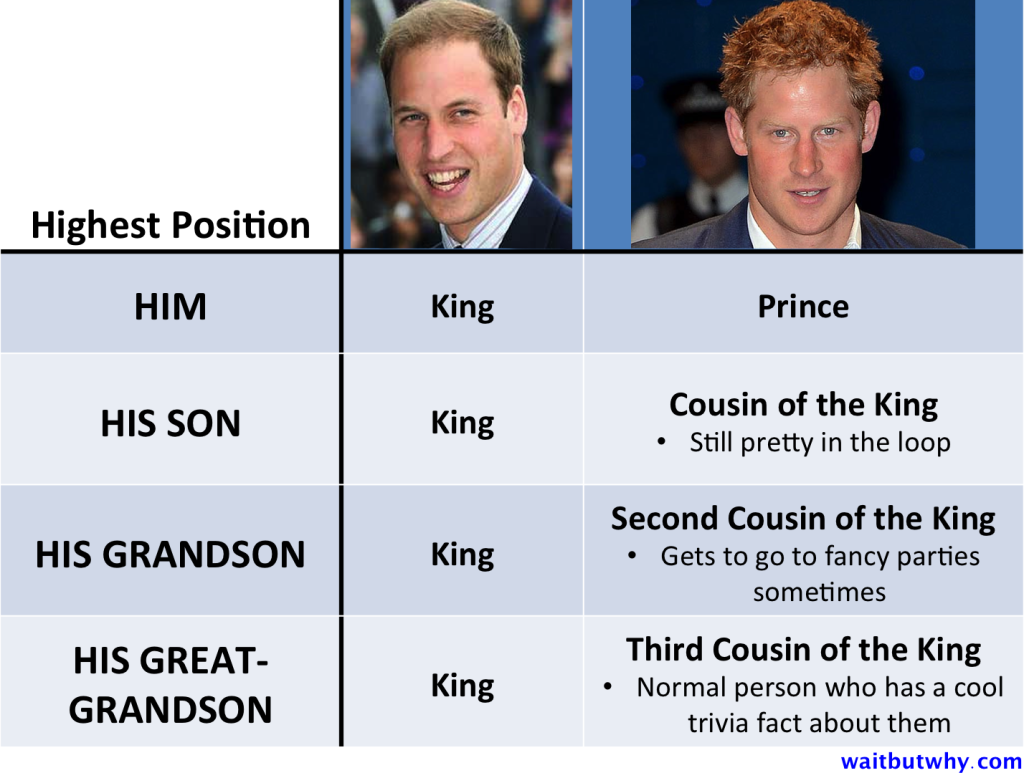 Highest Position
HIM
King
Prince
HIS SON
King
Cousin of the King
• Still pretty in the loop
HIS GRANDSON
King
Second Cousin of the King
• Gets to go to fancy parties
sometimes
HIS GREAT-
GRANDSON
King
Third Cousin of the King
• Normal person who has a cool
trivia fact about them
waitbutwhy.com